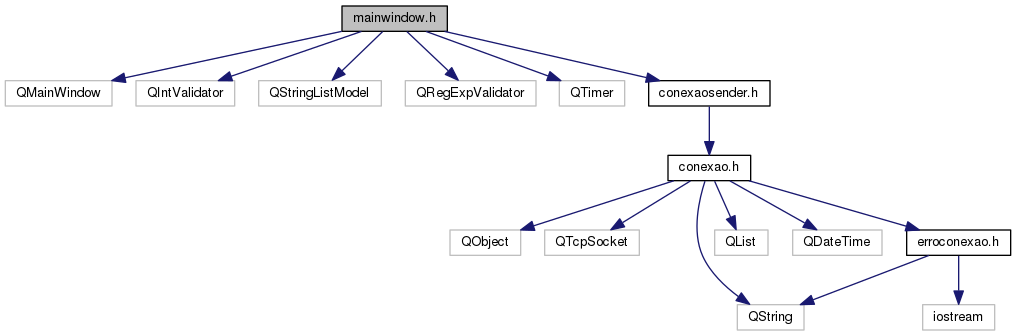 mainwindow.h
QMainWindow
QIntValidator
QStringListModel
QRegExpValidator
QTimer
conexaosender.h
conexao.h
QObject
QTcpSocket
QList
QDateTime
erroconexao.h
QString
iostream